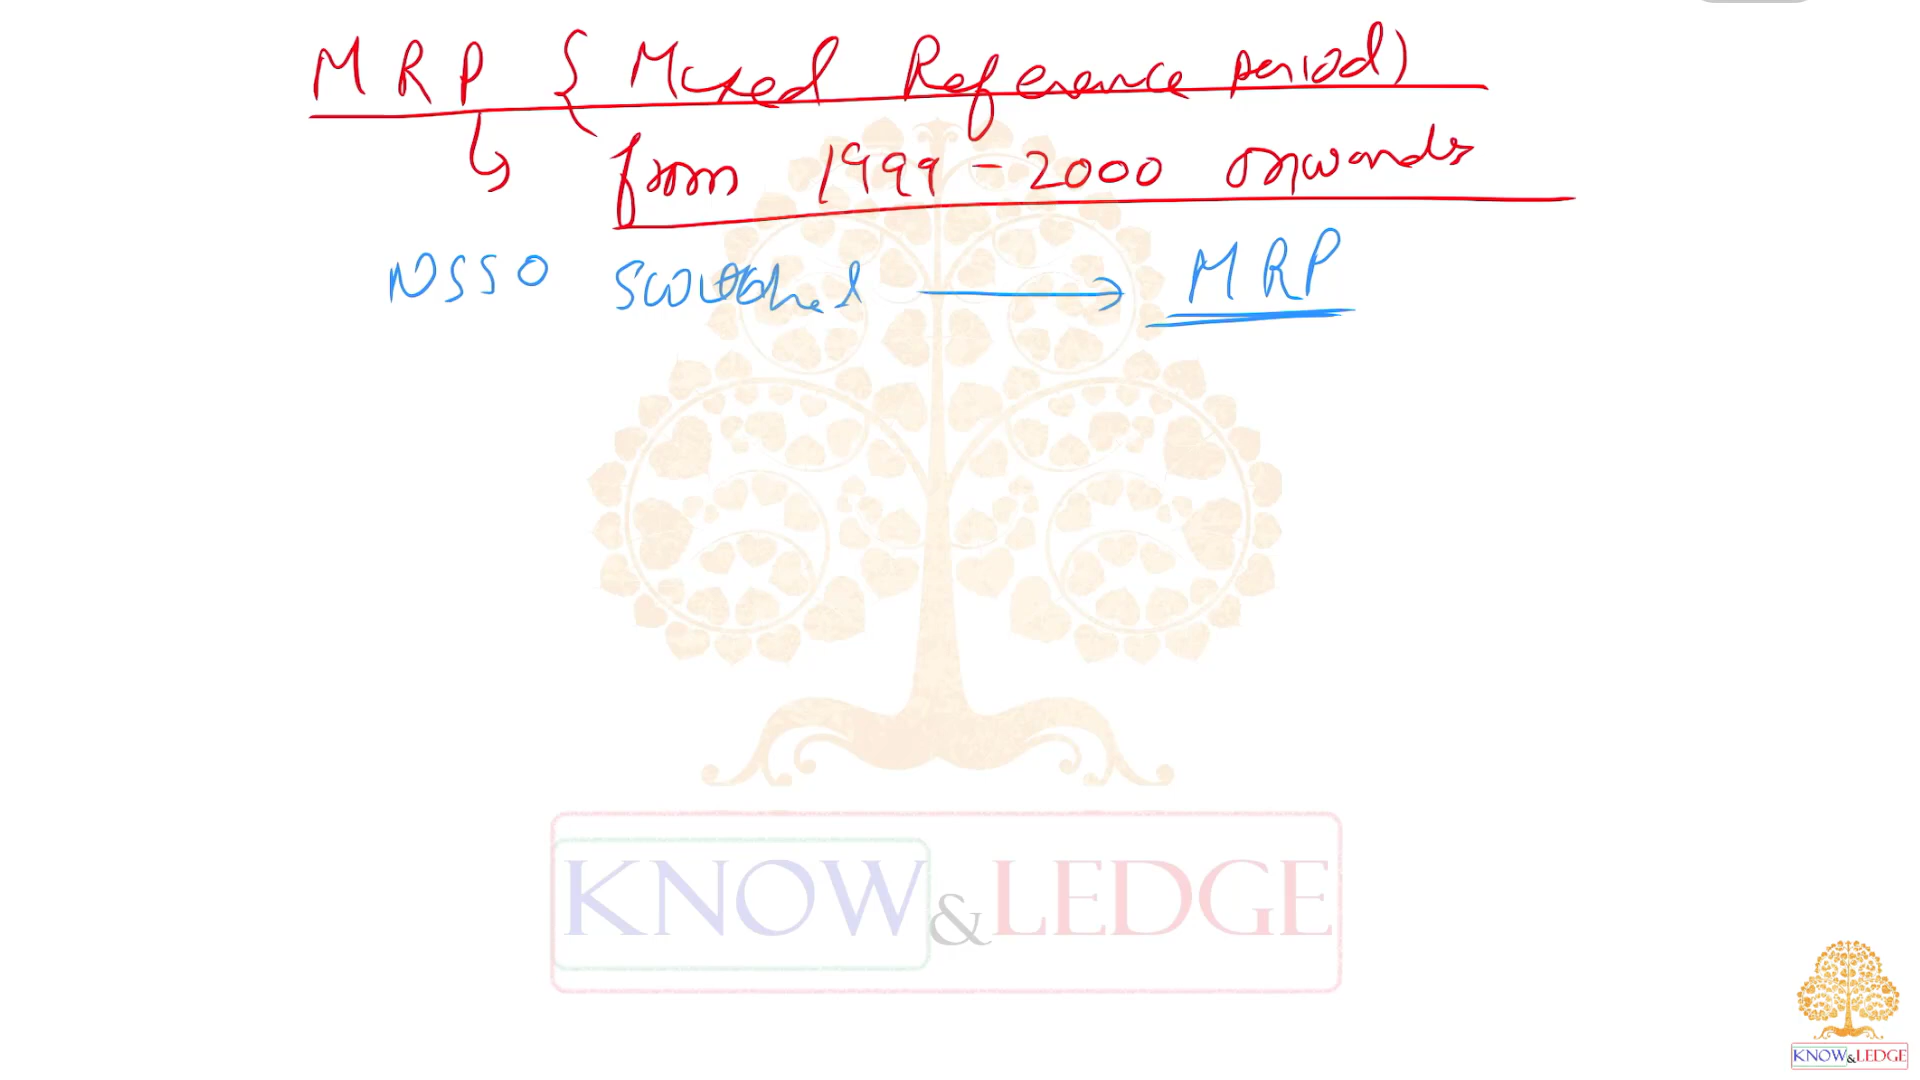 MRP { Mixed Reference period)
from 1999-2000 onwards
NSSO switched → MRP
KNOW&LEDGE
KNOW&LEDGE